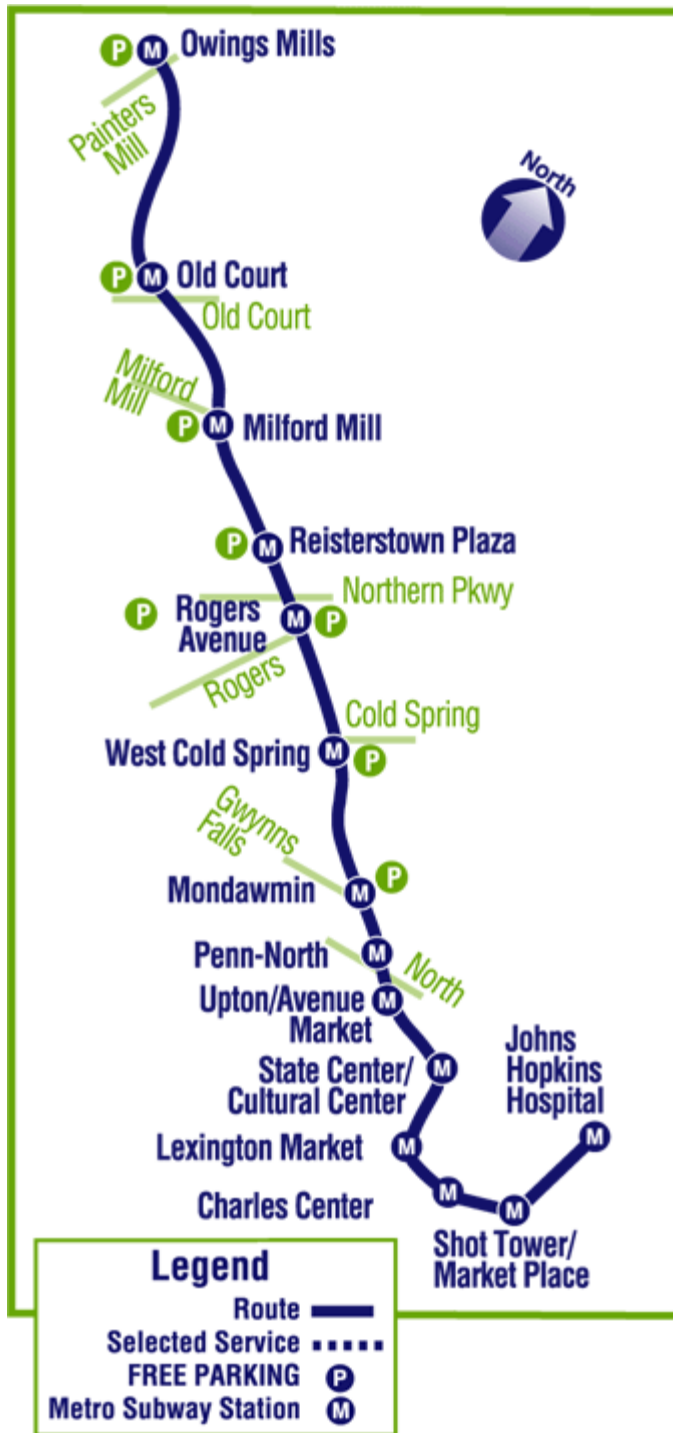 P M Owings Mills
Painters
Mill
North
P M Old Court
Old Court
Milford
Mill
P M Milford Mill
P M Reisterstown Plaza
Northern Pkwy
P Rogers M P
Avenue
Rogers
Cold Spring
West Cold Spring M P
Gwynns
Falls
Mondawmin M P
Penn-North M
North
Upton/Avenue M
Market
State Center/ M
Cultural Center
Johns
Hopkins
Hospital
M
Lexington Market M
Charles Center M
M
Shot Tower/
Market Place
Legend
Route
Selected Service
FREE PARKING P
Metro Subway Station M